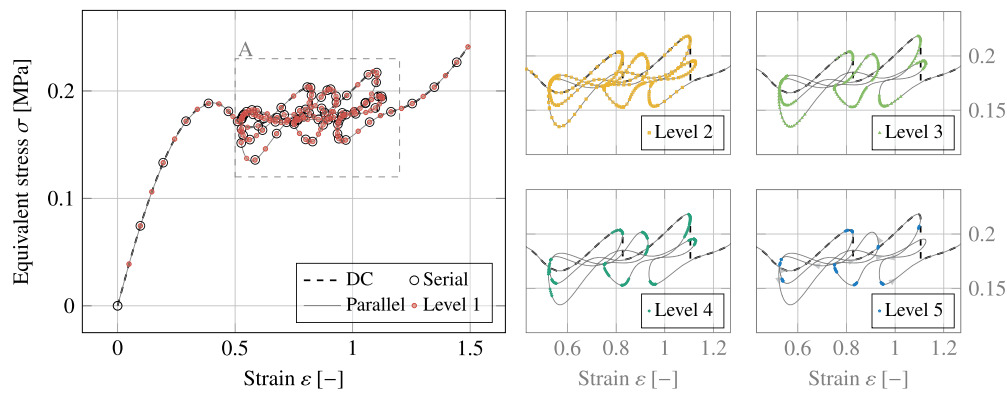 A
0.2
0.1
0
0
0.5
1
1.5
Equivalent stress σ [MPa]
Strain ε [−]
DC
Serial
Parallel
Level 1
Level 2
Level 3
0.2
0.15
Level 4
Level 5
0.2
0.15
0.6
0.8
1
1.2
0.6
0.8
1
1.2
Strain ε [−]
Strain ε [−]